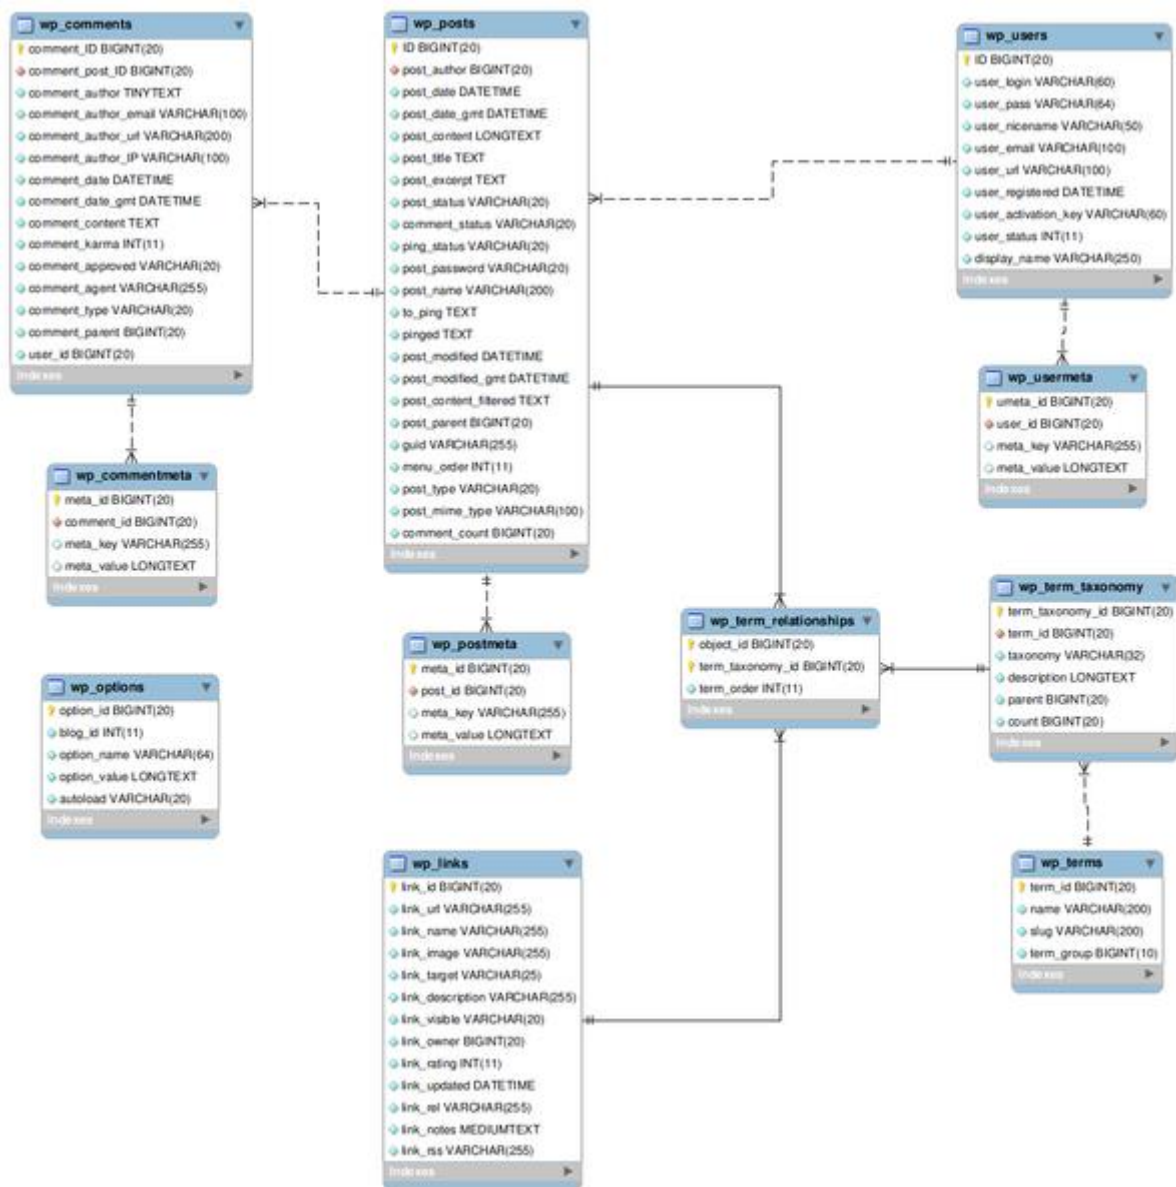 wp_comments
comment_ID BIGINT(20)
comment_post_ID BIGINT(20)
comment_author TINYTEXT
comment_author_email VARCHAR(100)
comment_author_url VARCHAR(200)
comment_author_IP VARCHAR(100)
comment_date DATETIME
comment_date_gmt DATETIME
comment_content TEXT
comment_karma INT(11)
comment_approved VARCHAR(20)
comment_agent VARCHAR(255)
comment_type VARCHAR(20)
comment_parent BIGINT(20)
user_id BIGINT(20)
Indexes
wp_posts
ID BIGINT(20)
post_author BIGINT(20)
post_date DATETIME
post_date_gmt DATETIME
post_content LONGTEXT
post_title TEXT
post_excerpt TEXT
post_status VARCHAR(20)
comment_status VARCHAR(20)
ping_status VARCHAR(20)
post_password VARCHAR(20)
post_name VARCHAR(200)
to_ping TEXT
pinged TEXT
post_modified DATETIME
post_modified_gmt DATETIME
post_content_filtered TEXT
post_parent BIGINT(20)
guid VARCHAR(255)
menu_order INT(11)
post_type VARCHAR(20)
post_mime_type VARCHAR(100)
comment_count BIGINT(20)
Indexes
wp_users
ID BIGINT(20)
user_login VARCHAR(60)
user_pass VARCHAR(64)
user_nicename VARCHAR(50)
user_email VARCHAR(100)
user_url VARCHAR(100)
user_registered DATETIME
user_activation_key VARCHAR(60)
user_status INT(11)
display_name VARCHAR(250)
Indexes
wp_usermeta
umeta_id BIGINT(20)
user_id BIGINT(20)
meta_key VARCHAR(255)
meta_value LONGTEXT
Indexes
wp_commentmeta
meta_id BIGINT(20)
comment_id BIGINT(20)
meta_key VARCHAR(255)
meta_value LONGTEXT
Indexes
wp_postmeta
meta_id BIGINT(20)
post_id BIGINT(20)
meta_key VARCHAR(255)
meta_value LONGTEXT
Indexes
wp_term_relationships
object_id BIGINT(20)
term_taxonomy_id BIGINT(20)
term_order INT(11)
Indexes
wp_term_taxonomy
term_taxonomy_id BIGINT(20)
term_id BIGINT(20)
taxonomy VARCHAR(32)
description LONGTEXT
parent BIGINT(20)
count BIGINT(20)
Indexes
wp_options
option_id BIGINT(20)
blog_id INT(11)
option_name VARCHAR(64)
option_value LONGTEXT
autoload VARCHAR(20)
Indexes
wp_links
link_id BIGINT(20)
link_url VARCHAR(255)
link_name VARCHAR(255)
link_image VARCHAR(255)
link_target VARCHAR(25)
link_description VARCHAR(255)
link_visible VARCHAR(20)
link_owner BIGINT(20)
link_rating INT(11)
link_updated DATETIME
link_rel VARCHAR(255)
link_notes MEDIUMTEXT
link_rss VARCHAR(255)
Indexes
wp_terms
term_id BIGINT(20)
name VARCHAR(200)
slug VARCHAR(200)
term_group BIGINT(10)
Indexes